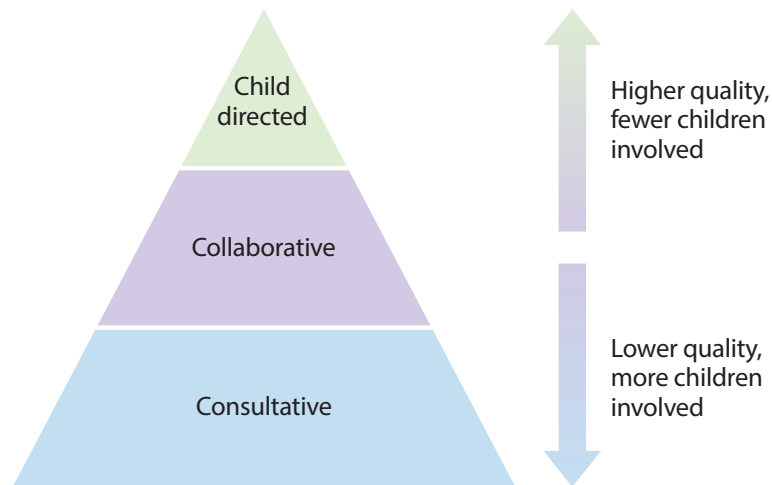 Child
directed
Collaborative
Consultative
Higher quality,
fewer children
involved
Lower quality,
more children
involved